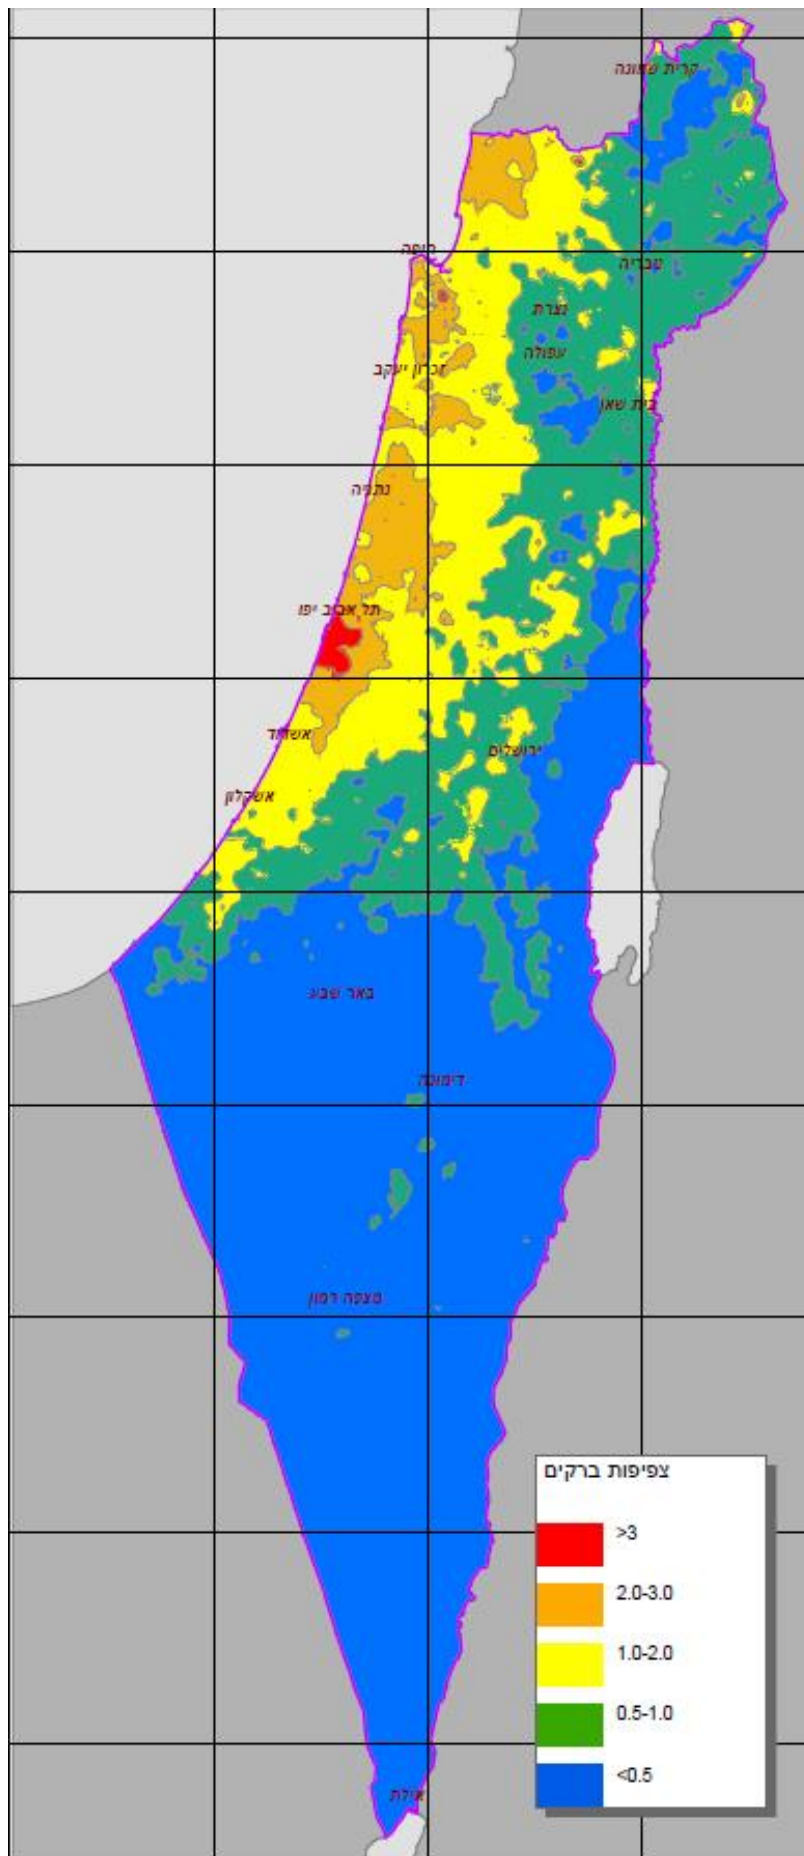 קרית שמונה
חיפה
טבריה
נצרת
עפולה
זכרון יעקב
בית שאן
נתניה
תל אביב יפו
אשדוד
ירושלים
אשקלון
באר שבע
דימונה
מצפה רמון
צפיפות ברקים
>3
2.0-3.0
1.0-2.0
0.5-1.0
<0.5
אילת